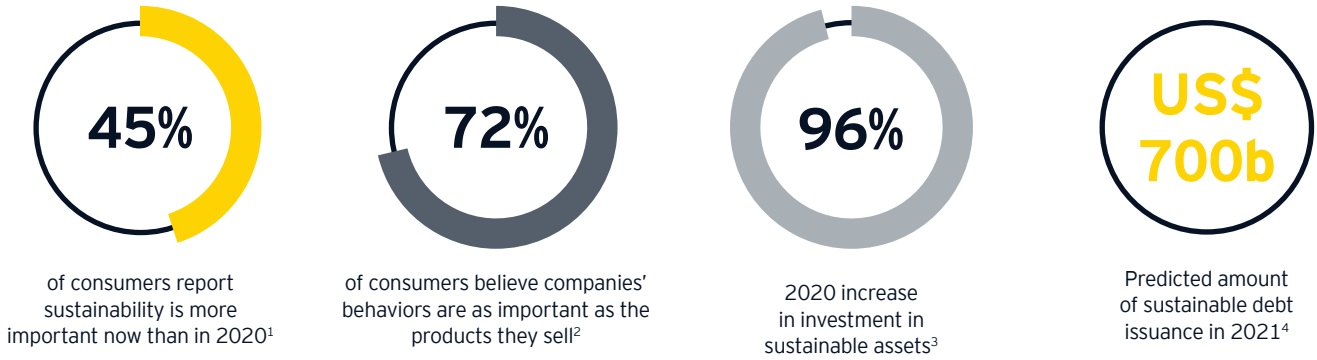 45%
of consumers report
sustainability is more
important now than in 2020¹
72%
of consumers believe companies’
behaviors are as important as the
products they sell²
96%
2020 increase
in investment in
sustainable assets³
US$
700b
Predicted amount
of sustainable debt
issuance in 2021⁴